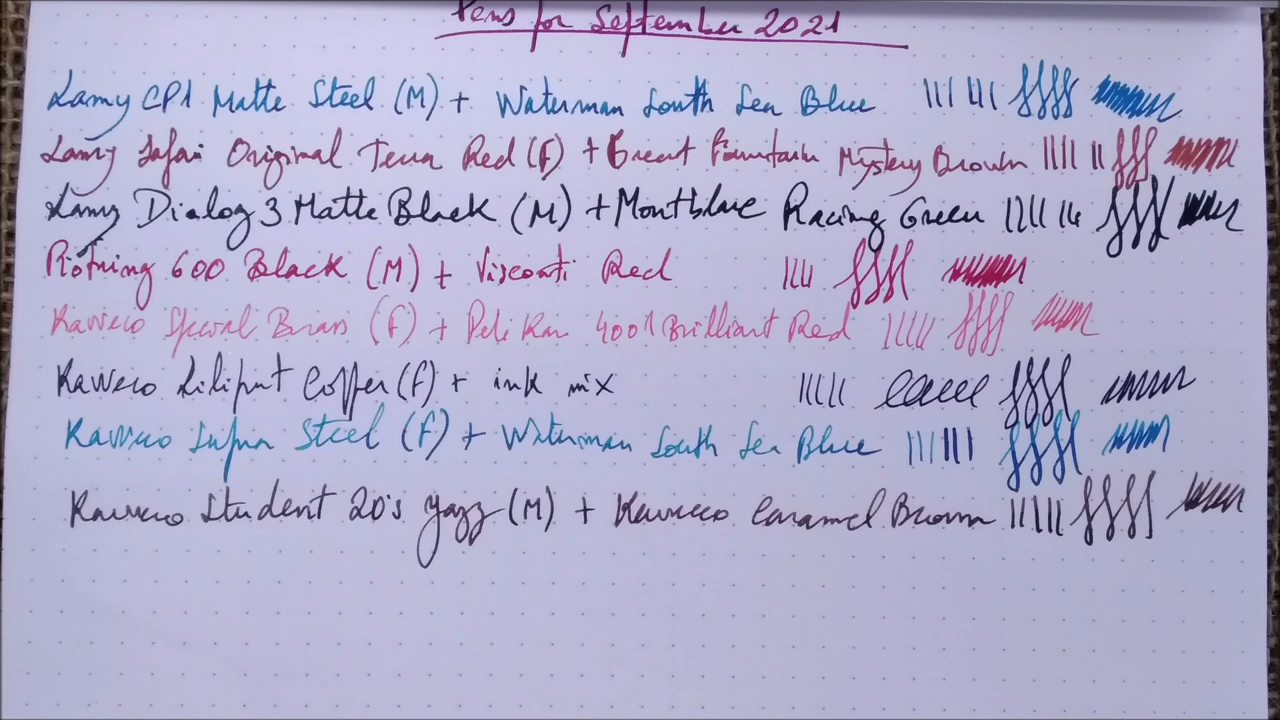 Pens for September 2021
Lamy CP1 Matte Steel (M) + Waterman South Sea Blue
Lamy Safari Original Terra Red (F) + Great Fountain Mystery Brown
Lamy Dialog 3 Matte Black (M) + Montblanc Racing Green
Rotring 600 Black (M) + Visconti Red
Kaweco Special Brass (F) + Pelikan 4001 Brilliant Red
Kaweco Liliput Copper (F) + ink mix
Kaweco Supra Steel (F) + Waterman South Sea Blue
Kaweco Student 20's Yazz (M) + Kaweco Caramel Brown